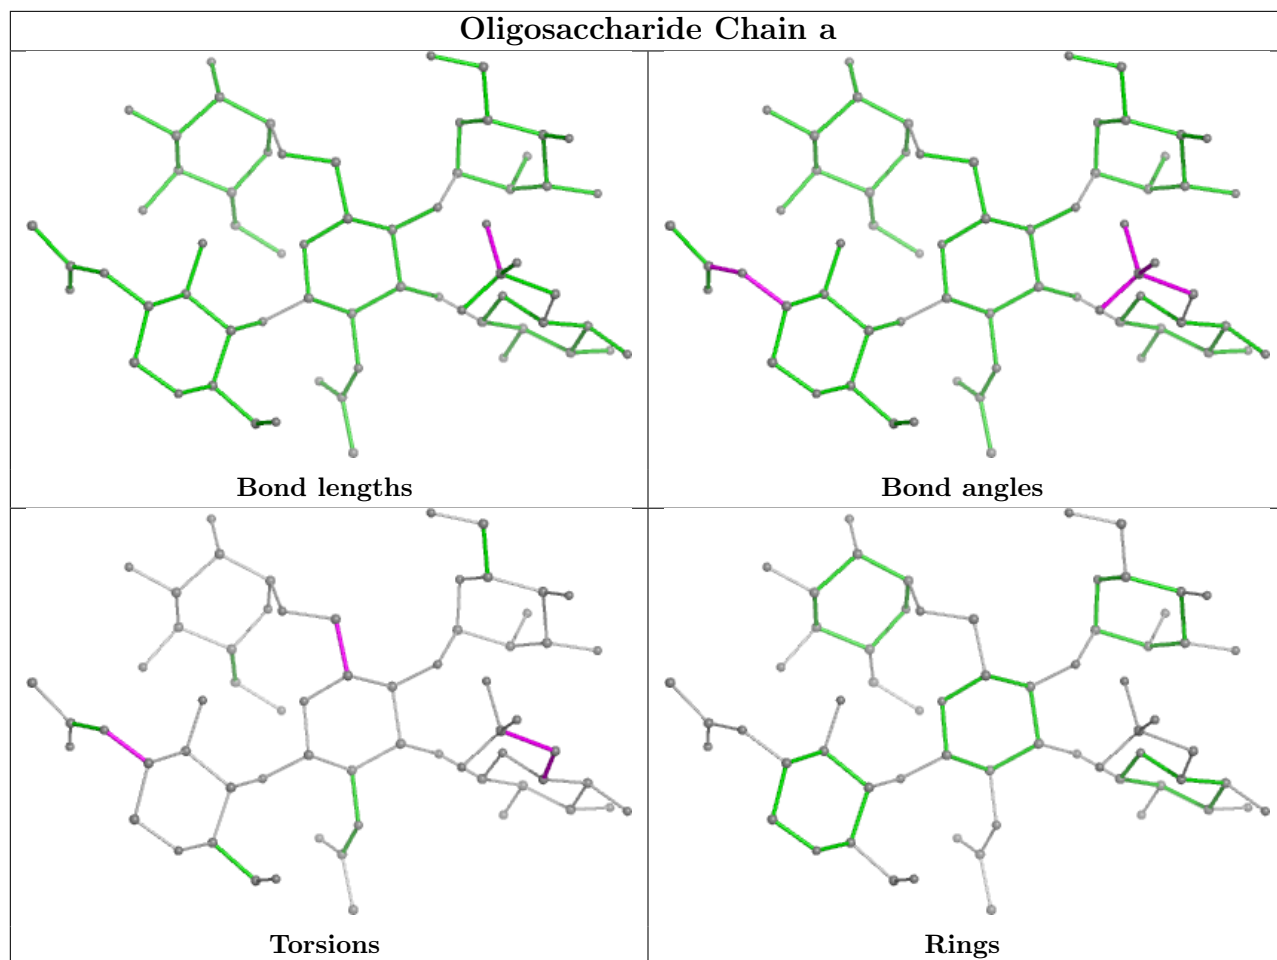 Oligosaccharide Chain a
Bond lengths
Bond angles
Torsions
Rings